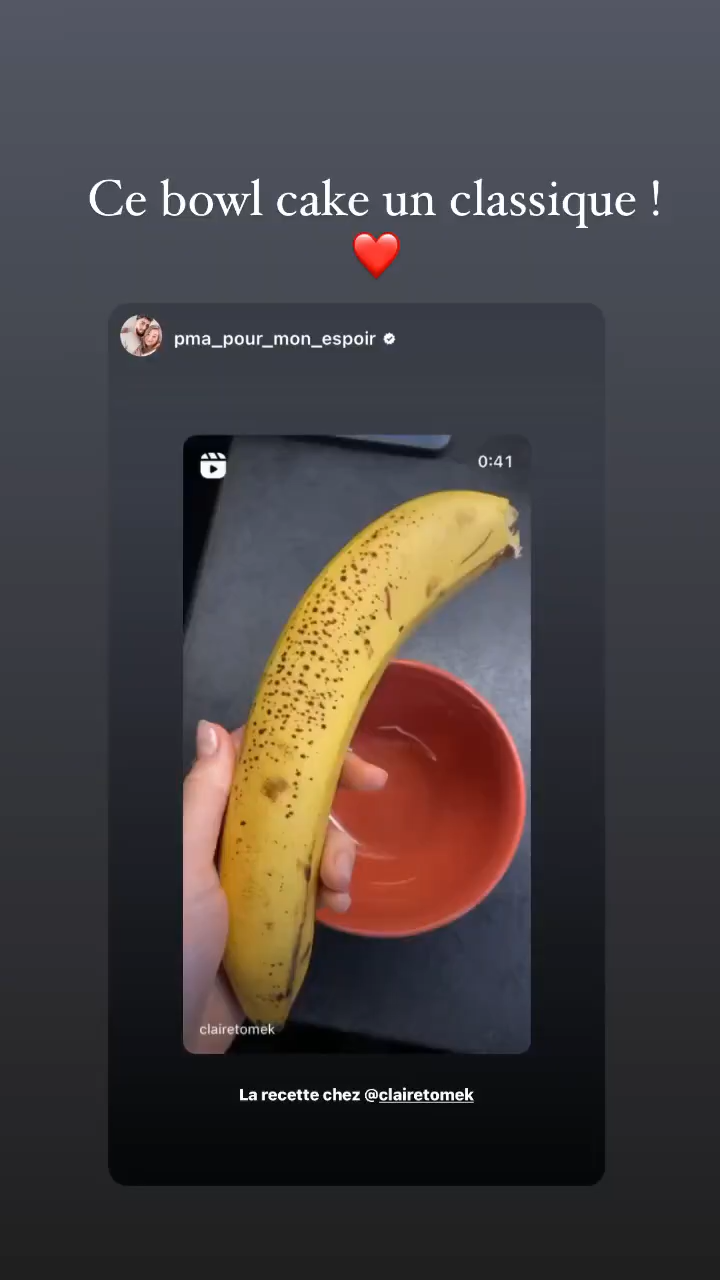 Ce bowl cake un classique !
❤️
pma_pour_mon_espoir
0:41
clairetomek
La recette chez @clairetomek